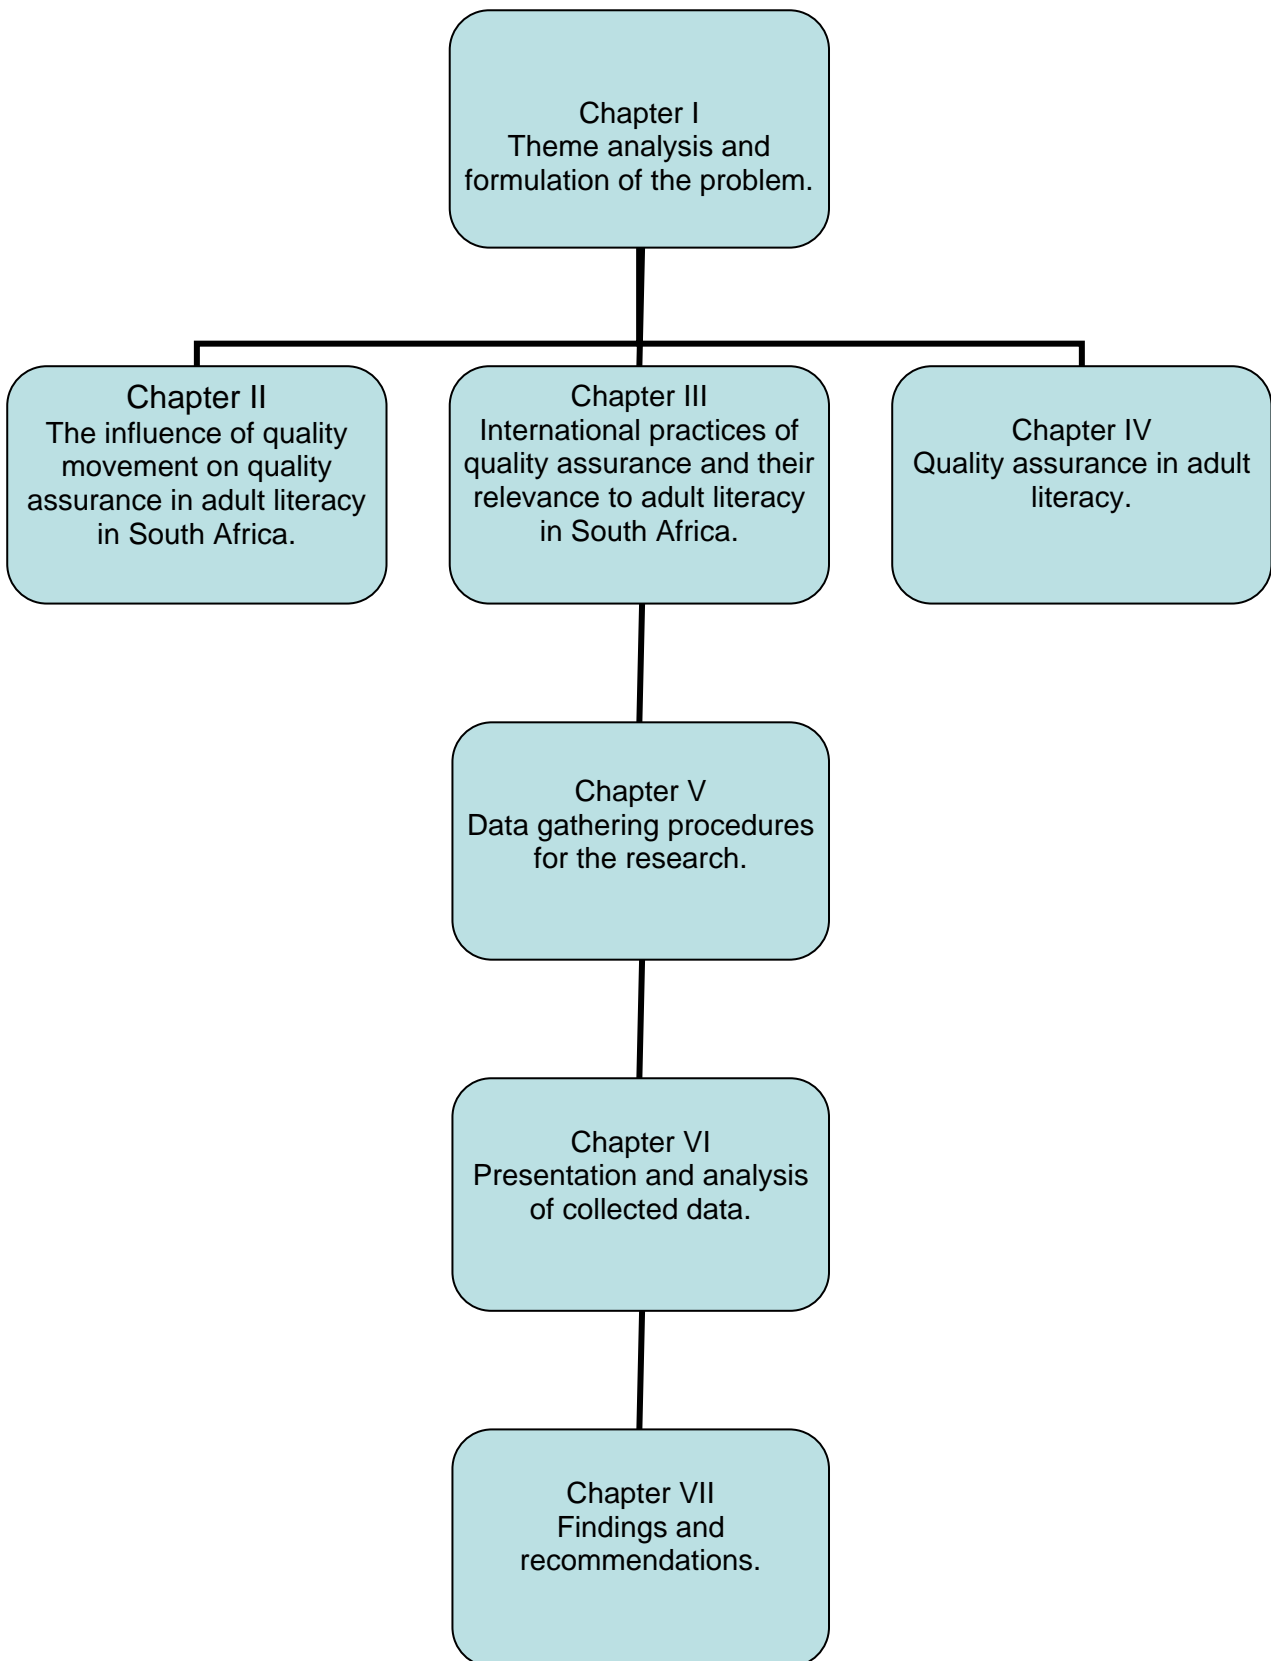 Chapter I
Theme analysis and
formulation of the problem.
Chapter II
The influence of quality
movement on quality
assurance in adult literacy
in South Africa.
Chapter III
International practices of
quality assurance and their
relevance to adult literacy
in South Africa.
Chapter IV
Quality assurance in adult
literacy.
Chapter V
Data gathering procedures
for the research.
Chapter VI
Presentation and analysis
of collected data.
Chapter VII
Findings and
recommendations.